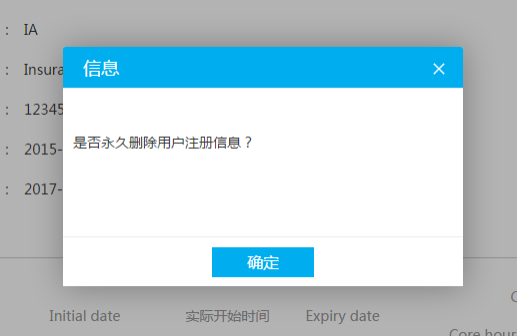 : IA
信息
: Insura
: 12345
是否永久删除用户注册信息？
: 2015-
: 2017-
确定
Initial date 实际开始时间 Expiry date
Core hour